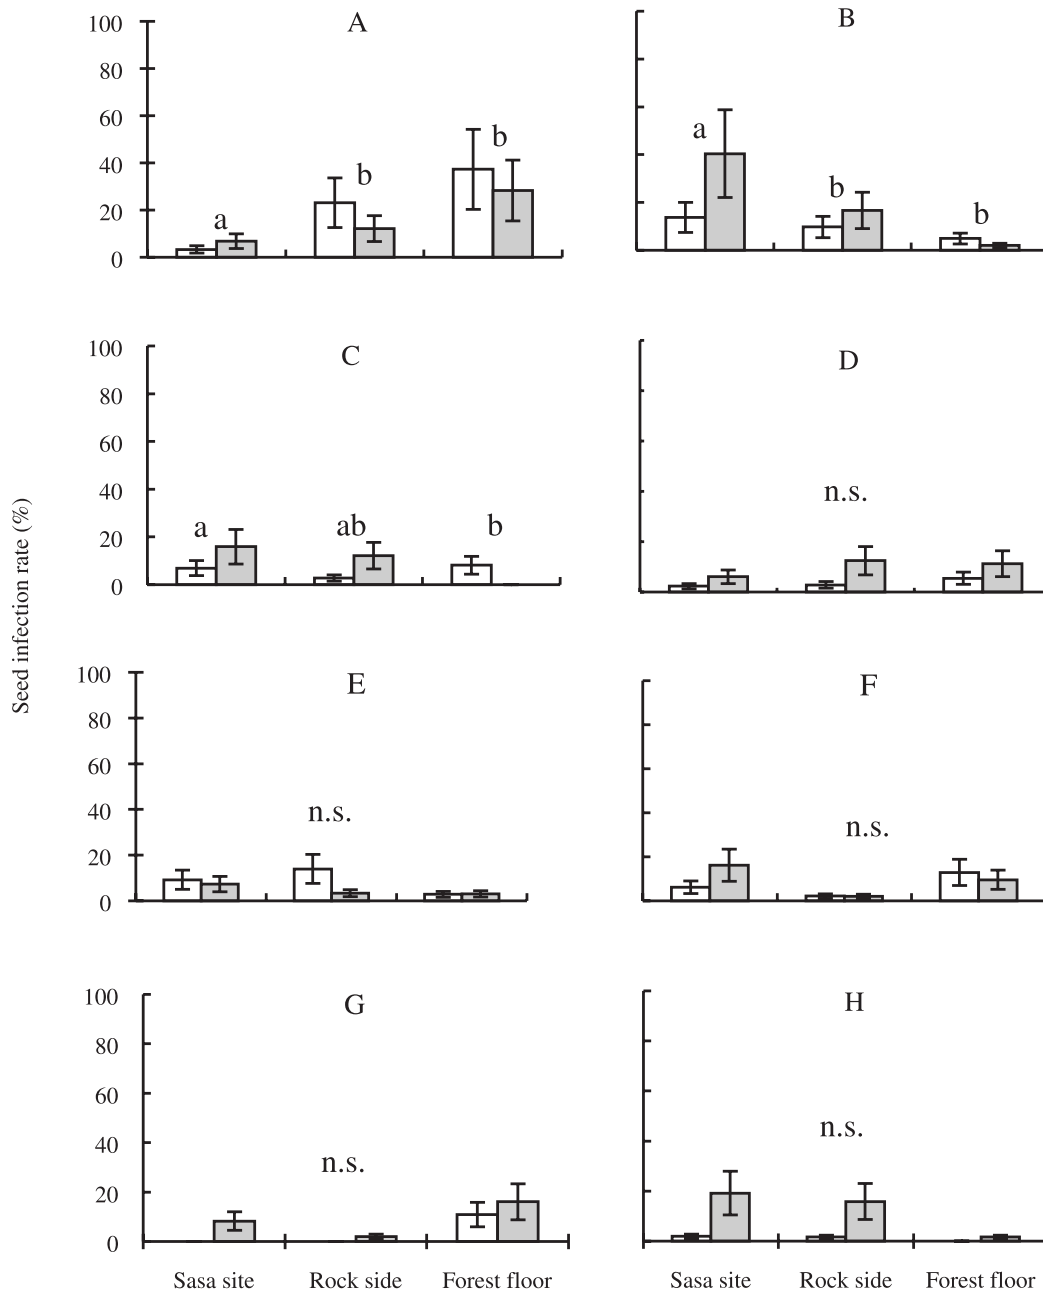 A
100
80
60
40
20
0
a
b
b
B
a
b
b
C
100
80
60
40
20
0
a
ab
b
D
n.s.
Seed infection rate (%)
E
100
80
60
40
20
0
n.s.
F
n.s.
G
100
80
60
40
20
0
n.s.
Sasa site
Rock side
Forest floor
H
n.s.
Sasa site
Rock side
Forest floor